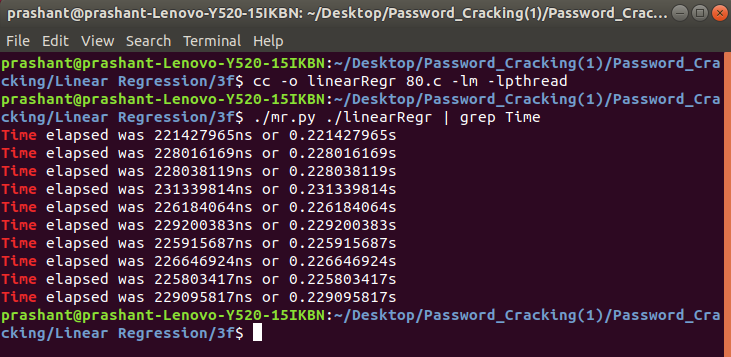 prashant@prashant-Lenovo-Y520-15IKBN: ~/Desktop/Password_Cracking(1)/Password_Crac...
File Edit View Search Terminal Help
prashant@prashant-Lenovo-Y520-15IKBN:~/Desktop/Password_Cracking(1)/Password_Cra
cking/Linear Regression/3f$ cc -o linearRegr 80.c -lm -lpthread
prashant@prashant-Lenovo-Y520-15IKBN:~/Desktop/Password_Cracking(1)/Password_Cra
cking/Linear Regression/3f$ ./mr.py ./linearRegr | grep Time
Time elapsed was 221427965ns or 0.221427965s
Time elapsed was 228016169ns or 0.228016169s
Time elapsed was 228038119ns or 0.228038119s
Time elapsed was 231339814ns or 0.231339814s
Time elapsed was 226184064ns or 0.226184064s
Time elapsed was 229200383ns or 0.229200383s
Time elapsed was 225915687ns or 0.225915687s
Time elapsed was 226646924ns or 0.226646924s
Time elapsed was 225803417ns or 0.225803417s
Time elapsed was 229095817ns or 0.229095817s
prashant@prashant-Lenovo-Y520-15IKBN:~/Desktop/Password_Cracking(1)/Password_Cra
cking/Linear Regression/3f$